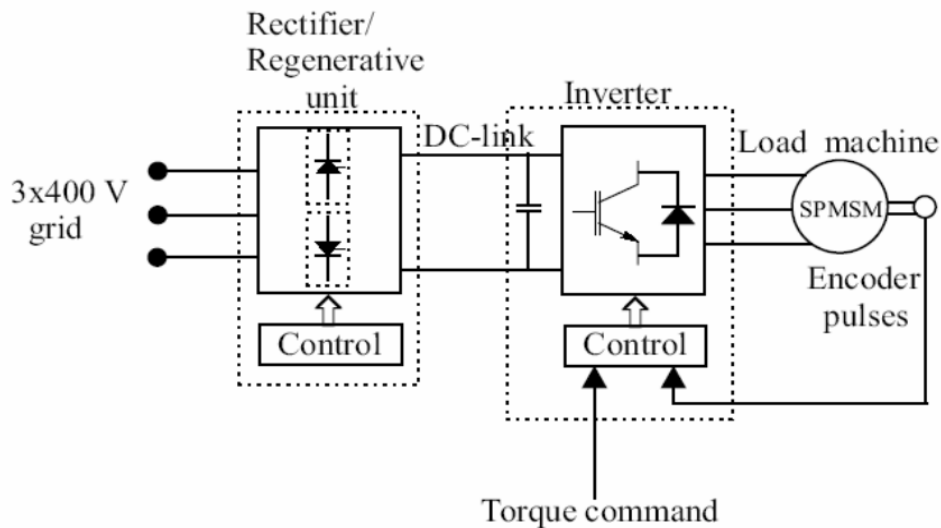 Rectifier/
Regenerative
unit
Inverter
DC-link
Load machine
3x400 V
grid
SPMSM
Encoder
pulses
Control
Control
Torque command